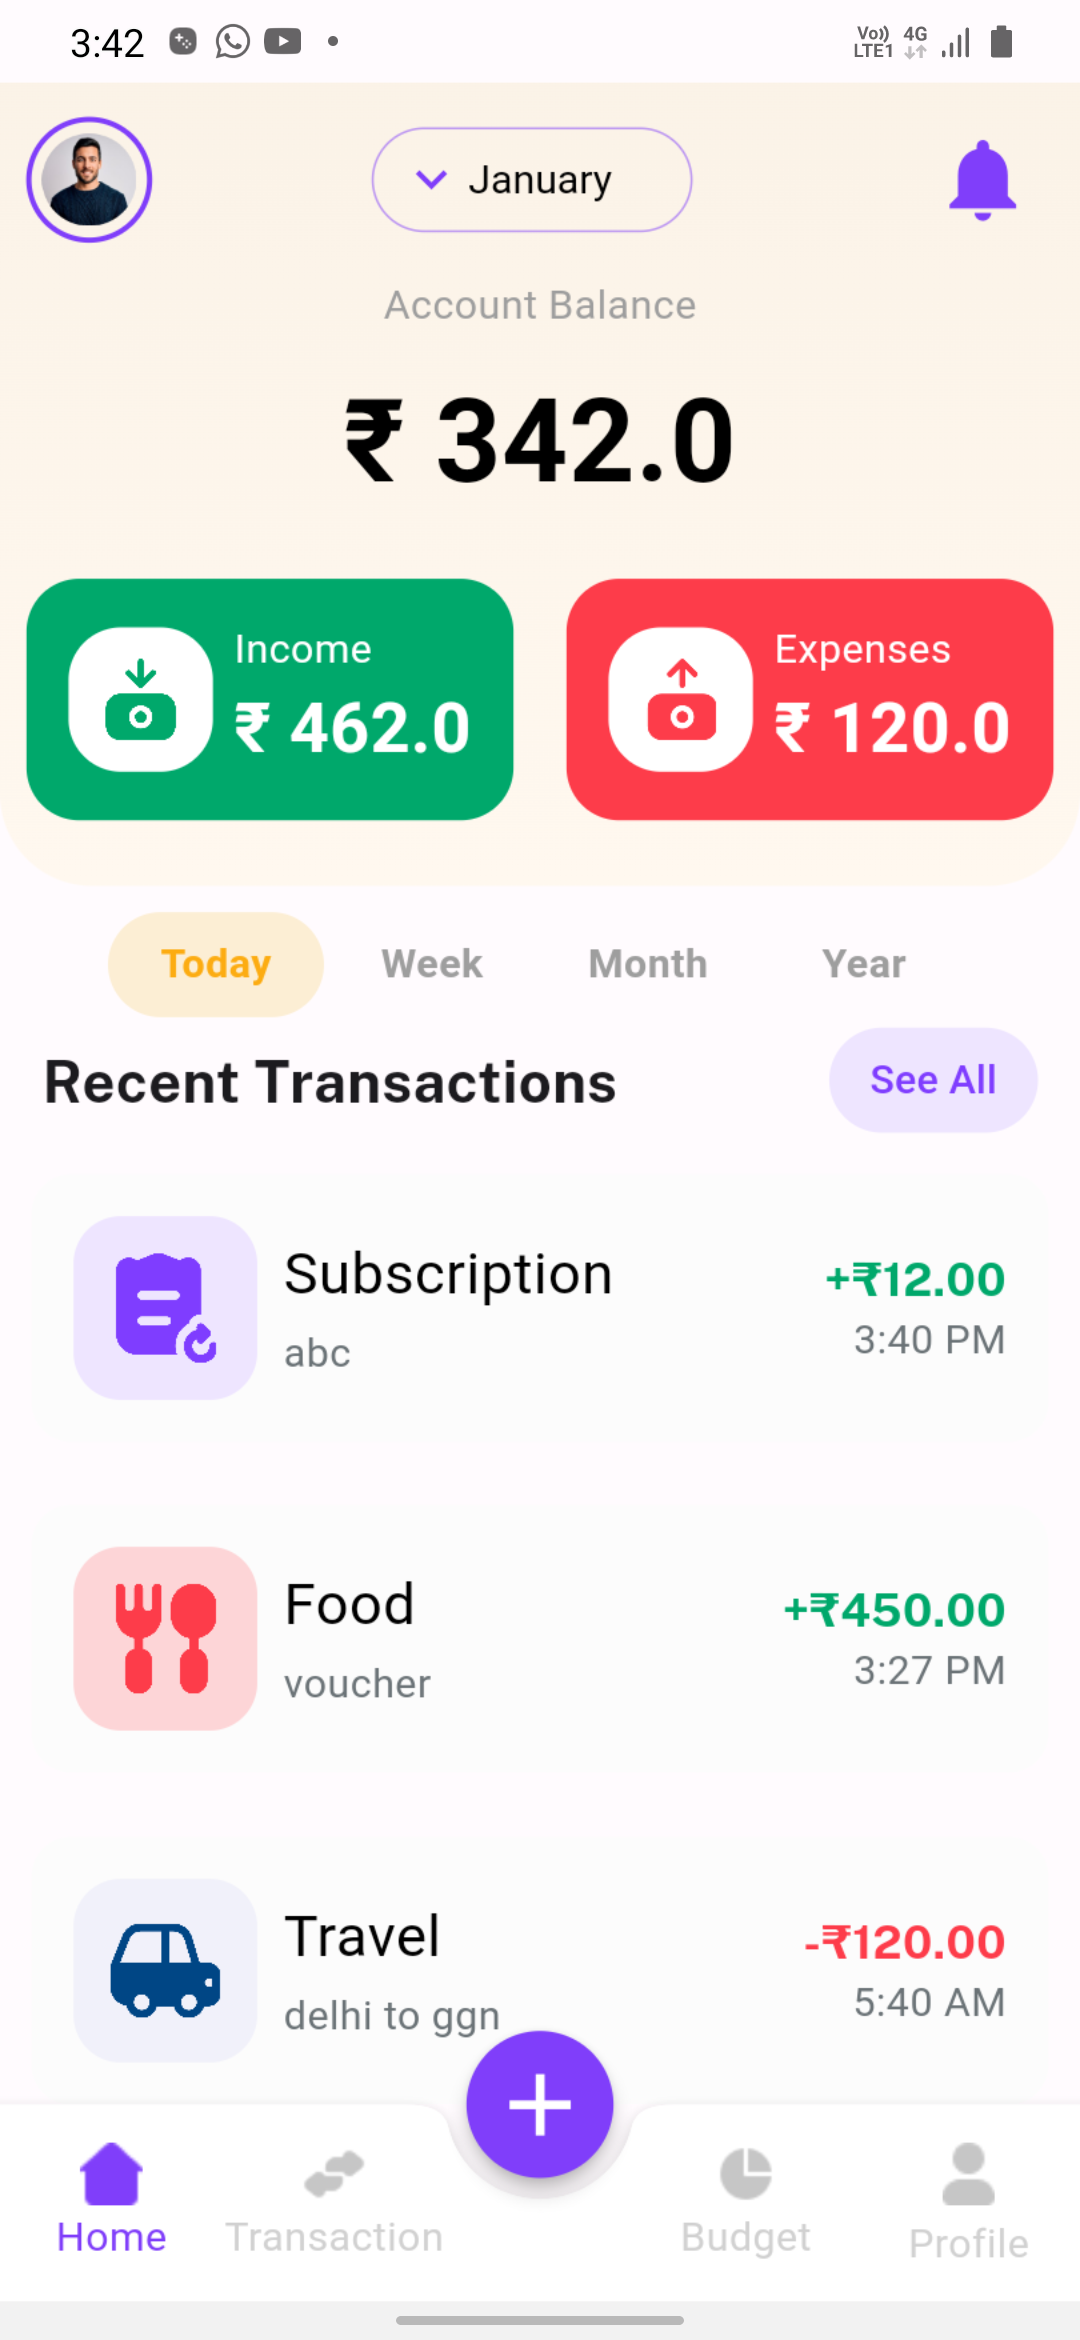 3:42
Vo)) 4G
LTE1
January
Account Balance
₹ 342.0
Income
₹ 462.0
Expenses
₹ 120.0
Today Week Month Year
Recent Transactions
See All
Subscription
+₹12.00
abc
3:40 PM
Food
+₹450.00
voucher
3:27 PM
Travel
-₹120.00
delhi to ggn
5:40 AM
Home Transaction Budget Profile